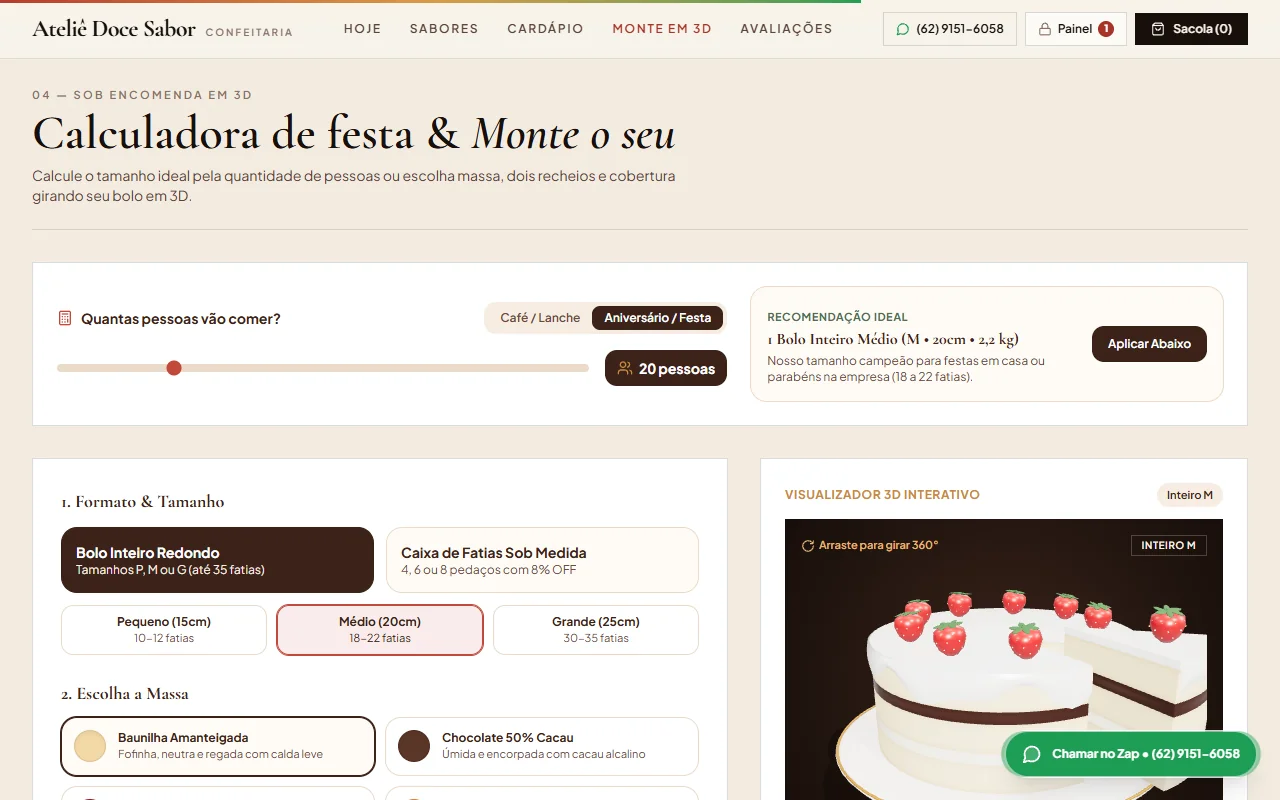 Ateliê Doce Sabor CONFEITARIA
HOJE SABORES CARDÁPIO MONTE EM 3D AVALIAÇÕES
(62) 9151-6058
Painel 1
Sacola (0)
04 — SOB ENCOMENDA EM 3D
Calculadora de festa & Monte o seu
Calcule o tamanho ideal pela quantidade de pessoas ou escolha massa, dois recheios e cobertura
girando seu bolo em 3D.
Quantas pessoas vão comer?
Café / Lanche
Aniversário / Festa
20 pessoas
RECOMENDAÇÃO IDEAL
1 Bolo Inteiro Médio (M • 20cm • 2,2 kg)
Nosso tamanho campeão para festas em casa ou
parabéns na empresa (18 a 22 fatias).
Aplicar Abaixo
1. Formato & Tamanho
Bolo Inteiro Redondo
Tamanhos P, M ou G (até 35 fatias)
Caixa de Fatias Sob Medida
4, 6 ou 8 pedaços com 8% OFF
Pequeno (15cm)
10–12 fatias
Médio (20cm)
18–22 fatias
Grande (25cm)
30–35 fatias
2. Escolha a Massa
Baunilha Amanteigada
Fofinha, neutra e regada com calda leve
Chocolate 50% Cacau
Úmida e encorpada com cacau alcalino
VISUALIZADOR 3D INTERATIVO
Inteiro M
Arraste para girar 360°
INTEIRO M
Chamar no Zap • (62) 9151-6058